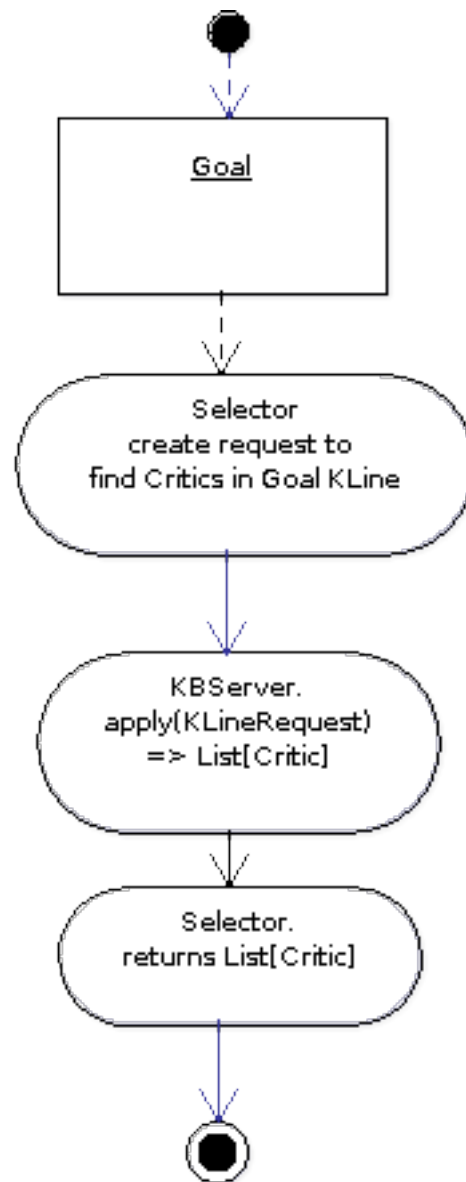 Goal
Selector
create request to
find Critics in Goal KLine
KBServer.
apply(KLineRequest)
=> List[Critic]
Selector.
returns List[Critic]